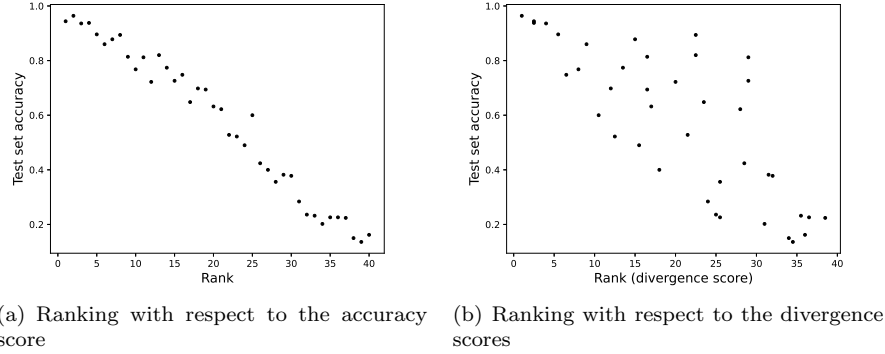 1.0
0.8
0.6
0.4
0.2
Test set accuracy
0 5 10 15 20 25 30 35 40
Rank
1.0
0.8
0.6
0.4
0.2
Test set accuracy
0 5 10 15 20 25 30 35 40
Rank (divergence score)
(a) Ranking with respect to the accuracy
score
(b) Ranking with respect to the divergence
scores